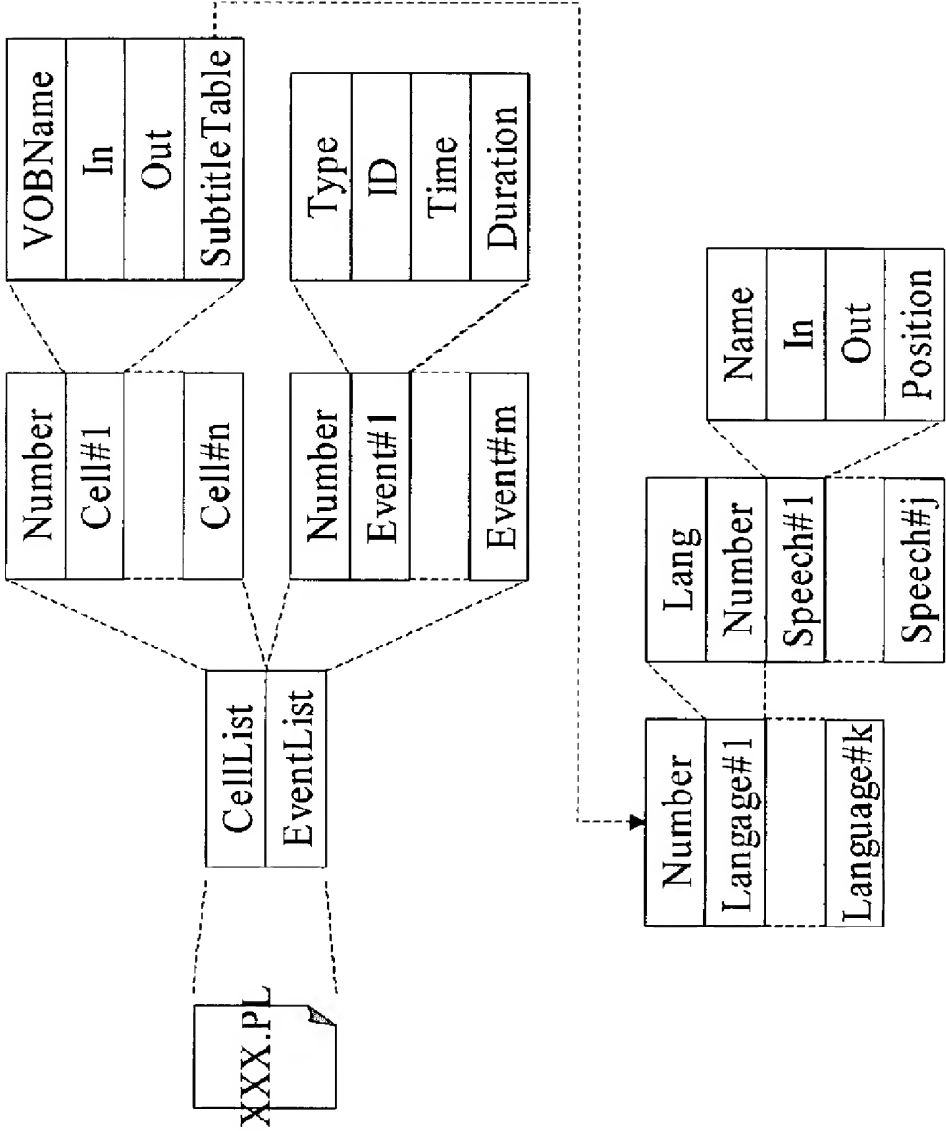 XXX.PL
CellList
EventList
Number
Cell#1
Cell#n
VOBName
In
Out
SubtitleTable
Number
Event#1
Event#m
Type
ID
Time
Duration
Number
Langage#1
Language#k
Lang
Number
Speech#1
Speech#j
Name
In
Out
Position